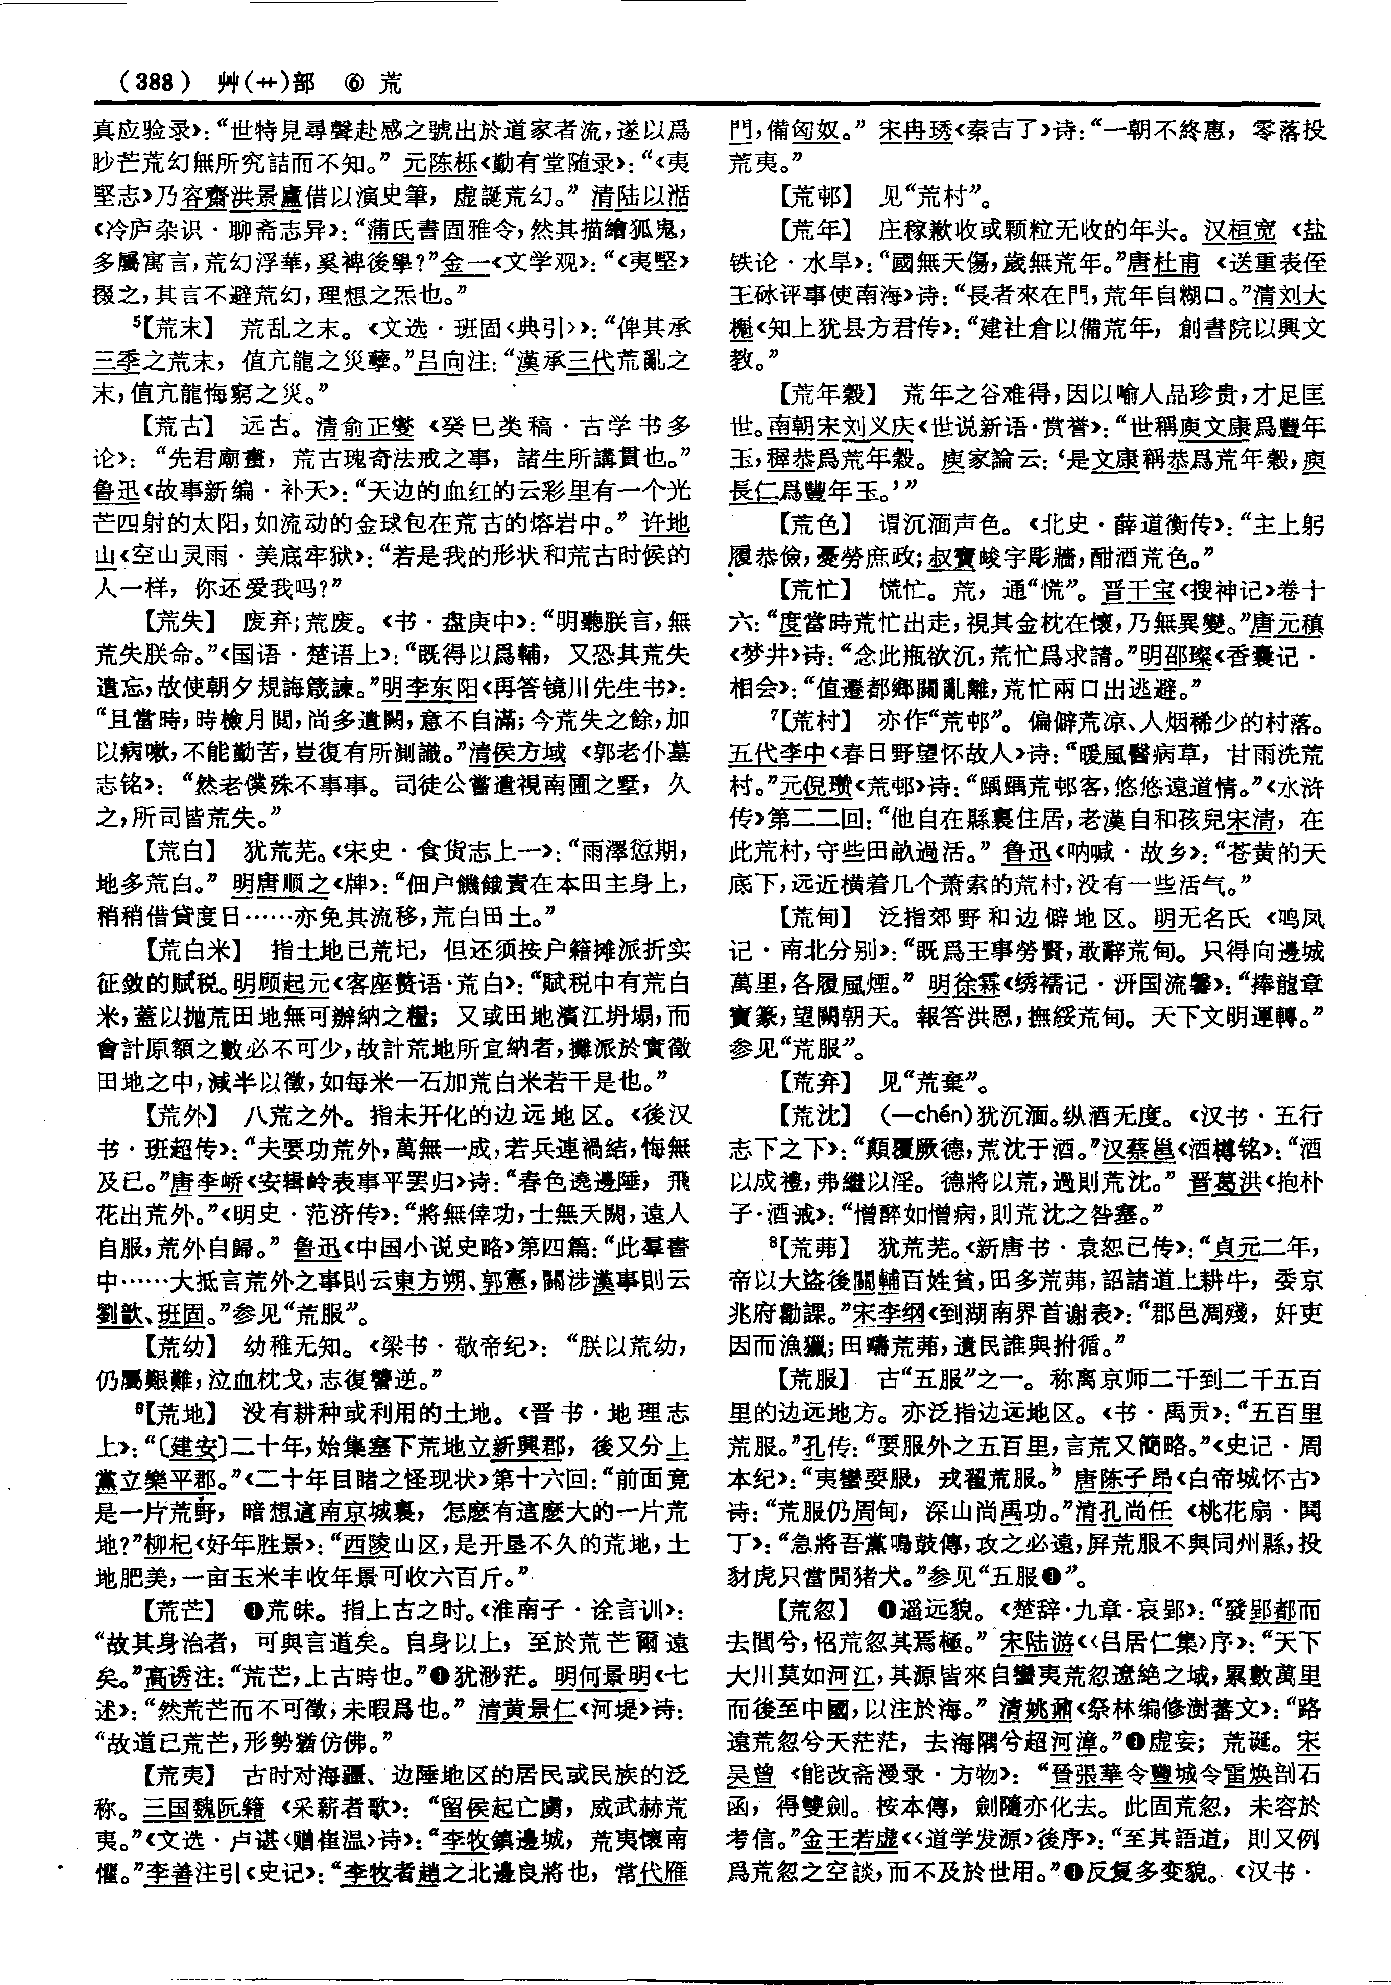 （388） 艸(艹)部 ⑥ 荒
真应验录》：“世特見尋聲赴感之號出於道家者流，遂以爲
眇芒荒幻無所究詰而不知。” 元陈栎《勤有堂随录》：“《夷
堅志》乃容齋洪景盧借以演史筆，虚誕荒幻。” 清陆以湉
《冷庐杂识·聊斋志异》：“蒲氏書固雅令，然其描繪狐鬼，
多屬寓言，荒幻浮華，奚裨後學？”金一《文学观》：“《夷堅》
掇之，其言不避荒幻，理想之炁也。”
5【荒末】 荒乱之末。《文选·班固〈典引〉》：“俾其承
三季之荒末，值亢龍之災孽。”吕向注：“漢承三代荒亂之
末，值亢龍悔窮之災。”
【荒古】 远古。清俞正燮《癸巳类稿·古学书多
论》：“先君廟壼，荒古瑰奇法戒之事，諸生所講貫也。”
鲁迅《故事新编·补天》：“天边的血红的云彩里有一个光
芒四射的太阳，如流动的金球包在荒古的熔岩中。” 许地
山《空山灵雨·美底牢狱》：“若是我的形状和荒古时候的
人一样，你还爱我吗？”
【荒失】 废弃；荒废。《书·盘庚中》：“明聽朕言，無
荒失朕命。”《国语·楚语上》：“既得以爲輔，又恐其荒失
遺忘，故使朝夕規誨箴諫。”明李东阳《再答镜川先生书》：
“且當時，時檢月閲，尚多遺闕，意不自滿；今荒失之餘，加
以病嗽，不能勤苦，豈復有所測識。”清侯方域《郭老仆墓
志铭》：“然老僕殊不事事。司徒公嘗遣視南圃之墅，久
之，所司皆荒失。”
【荒白】 犹荒芜。《宋史·食货志上一》：“雨澤愆期，
地多荒白。” 明唐顺之《牌》：“佃户饑餓責在本田主身上，
稍稍借貸度日……亦免其流移，荒白田土。”
【荒白米】 指土地已荒圮，但还须按户籍摊派折实
征敛的赋税。明顾起元《客座赘语·荒白》：“賦税中有荒白
米，蓋以抛荒田地無可辦納之糧；又或田地濱江坍塌，而
會計原額之數必不可少，故計荒地所宜納者，攤派於實徵
田地之中，減半以徵，如每米一石加荒白米若干是也。”
【荒外】 八荒之外。指未开化的边远地区。《後汉
书·班超传》：“夫要功荒外，萬無一成，若兵連禍結，悔無
及已。”唐李峤《安辑岭表事平罢归》诗：“春色遶邊陲，飛
花出荒外。”《明史·范济传》：“將無倖功，士無夭閼，遠人
自服，荒外自歸。” 鲁迅《中国小说史略》第四篇：“此羣書
中……大抵言荒外之事則云東方朔、郭憲，關涉漢事則云
劉歆、班固。”参见“荒服”。
【荒幼】 幼稚无知。《梁书·敬帝纪》：“朕以荒幼，
仍屬艱難，泣血枕戈，志復讐逆。”
6【荒地】 没有耕种或利用的土地。《晋书·地理志
上》：“〔建安〕二十年，始集塞下荒地立新興郡，後又分上
黨立樂平郡。”《二十年目睹之怪现状》第十六回：“前面竟
是一片荒野，暗想這南京城裏，怎麽有這麽大的一片荒
地？”柳杞《好年胜景》：“西陵山区，是开垦不久的荒地，土
地肥美，一亩玉米丰收年景可收六百斤。”
【荒芒】 ❶荒昧。指上古之时。《淮南子·诠言训》：
“故其身治者，可與言道矣。自身以上，至於荒芒爾遠
矣。”高诱注：“荒芒，上古時也。”❷犹渺茫。明何景明《七
述》：“然荒芒而不可徵，未暇爲也。” 清黄景仁《河堤》诗：
“故道已荒芒，形勢猶仿佛。”
【荒夷】 古时对海疆、边陲地区的居民或民族的泛
称。三国魏阮籍《采薪者歌》：“留侯起亡虜，威武赫荒
夷。”《文选·卢谌〈赠崔温〉诗》：“李牧鎮邊城，荒夷懷南
懼。”李善注引《史记》：“李牧者趙之北邊良將也，常代雁
門，備匈奴。” 宋冉琇《秦吉了》诗：“一朝不終惠，零落投
荒夷。”
【荒邨】 见“荒村”。
【荒年】 庄稼歉收或颗粒无收的年头。汉桓宽《盐
铁论·水旱》：“國無夭傷，歲無荒年。”唐杜甫《送重表侄
王砅评事使南海》诗：“長者來在門，荒年自糊口。”清刘大
櫆《知上犹县方君传》：“建社倉以備荒年，創書院以興文
教。”
【荒年穀】 荒年之谷难得，因以喻人品珍贵，才足匡
世。南朝宋刘义庆《世说新语·赏誉》：“世稱庾文康爲豐年
玉，穉恭爲荒年穀。庾家論云：‘是文康稱恭爲荒年穀，庾
長仁爲豐年玉。’”
【荒色】 谓沉湎声色。《北史·薛道衡传》：“主上躬
履恭儉，憂勞庶政；叔寶峻宇彫牆，酣酒荒色。”
【荒忙】 慌忙。荒，通“慌”。晋干宝《搜神记》卷十
六：“度當時荒忙出走，視其金枕在懷，乃無異變。”唐元稹
《梦井》诗：“念此瓶欲沉，荒忙爲求請。”明邵璨《香囊记·
相会》：“值遷都鄉關亂離，荒忙兩口出逃避。”
7【荒村】 亦作“荒邨”。偏僻荒凉、人烟稀少的村落。
五代李中《春日野望怀故人》诗：“暖風醫病草，甘雨洗荒
村。”元倪瓒《荒邨》诗：“踽踽荒邨客，悠悠遠道情。”《水浒
传》第二二回：“他自在縣裏住居，老漢自和孩兒宋清，在
此荒村，守些田畝過活。” 鲁迅《呐喊·故乡》：“苍黄的天
底下，远近横着几个萧索的荒村，没有一些活气。”
【荒甸】 泛指郊野和边僻地区。明无名氏《鸣凤
记·南北分别》：“既爲王事勞賢，敢辭荒甸。只得向邊城
萬里，各履風煙。” 明徐霖《绣襦记·汧国流馨》：“捧龍章
寶篆，望闕朝天。報答洪恩，撫綏荒甸。天下文明運轉。”
参见“荒服”。
【荒弃】 见“荒棄”。
【荒沈】 （—chén）犹沉湎。纵酒无度。《汉书·五行
志下之下》：“顛覆厥德，荒沈于酒。”汉蔡邕《酒樽铭》：“酒
以成禮，弗繼以淫。德將以荒，過則荒沈。” 晋葛洪《抱朴
子·酒诫》：“憎醉如憎病，則荒沈之咎塞。”
8【荒茀】 犹荒芜。《新唐书·袁恕己传》：“貞元二年，
帝以大盜後關輔百姓貧，田多荒茀，詔諸道上耕牛，委京
兆府勸課。”宋李纲《到湖南界首谢表》：“郡邑凋殘，奸吏
因而漁獵；田疇荒茀，遺民誰與拊循。”
【荒服】 古“五服”之一。称离京师二千到二千五百
里的边远地方。亦泛指边远地区。《书·禹贡》：“五百里
荒服。”孔传：“要服外之五百里，言荒又簡略。”《史记·周
本纪》：“夷蠻要服，戎翟荒服。” 唐陈子昂《白帝城怀古》
诗：“荒服仍周甸，深山尚禹功。”清孔尚任《桃花扇·闃
丁》：“急將吾黨鳴鼓傳，攻之必遠，屏荒服不與同州縣，投
豺虎只當閒猪犬。”参见“五服❶”。
【荒忽】 ❶遥远貌。《楚辞·九章·哀郢》：“發郢都而
去閭兮，怊荒忽其焉極。” 宋陆游《〈吕居仁集〉序》：“天下
大川莫如河江，其源皆來自蠻夷荒忽遼絶之域，累數萬里
而後至中國，以注於海。” 清姚鼐《祭林编修澍蕃文》：“路
遠荒忽兮天茫茫，去海隅兮超河漳。”❷虚妄；荒诞。宋
吴曾《能改斋漫录·方物》：“晉張華令豐城令雷焕剖石
函，得雙劍。桉本傳，劍隨亦化去。此固荒忽，未容於
考信。”金王若虚《〈道学发源〉後序》：“至其語道，則又例
爲荒忽之空談，而不及於世用。”❸反复多变貌。《汉书·